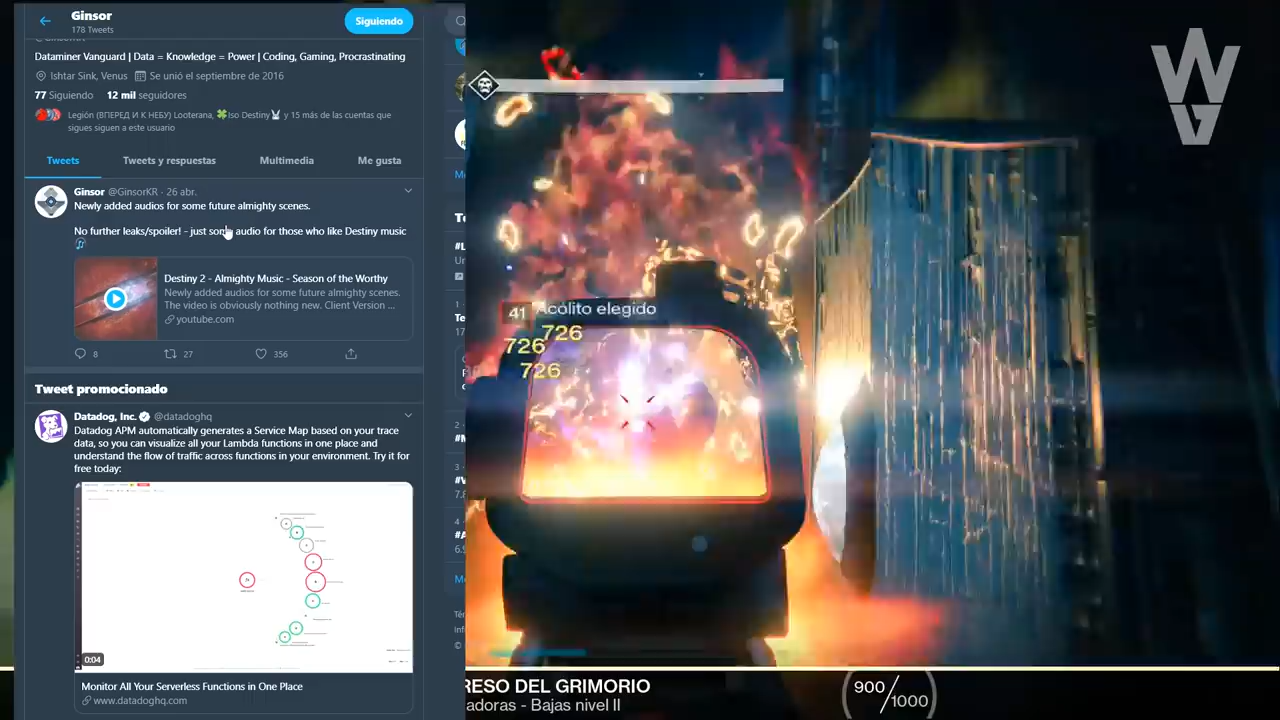 Ginsor
178 Tweets
Siguiendo
Dataminer Vanguard | Data = Knowledge = Power | Coding, Gaming, Procrastinating
Ishtar Sink, Venus Se unió el septiembre de 2016
77 Siguiendo 12 mil seguidores
Legión (ВПЕРЕД И К НЕБУ) Looterana, 🍀Iso Destiny🐰 y 15 más de las cuentas que
sigues siguen a este usuario
Tweets Tweets y respuestas Multimedia Me gusta
Ginsor @GinsorKR · 26 abr.
Newly added audios for some future almighty scenes.
No further leaks/spoiler! - just some audio for those who like Destiny music
🎵
Destiny 2 - Almighty Music - Season of the Worthy
Newly added audios for some future almighty scenes.
The video is obviously nothing new. Client Version ...
youtube.com
8 27 356
Tweet promocionado
Datadog, Inc. @datadoghq
Datadog APM automatically generates a Service Map based on your trace
data, so you can visualize all your Lambda functions in one place and
understand the flow of traffic across functions in your environment. Try it for
free today:
0:04
Monitor All Your Serverless Functions in One Place
www.datadoghq.com
41 Acólito elegido
726
726
726
RESO DEL GRIMORIO
adoras - Bajas nivel II
900/1000
WG